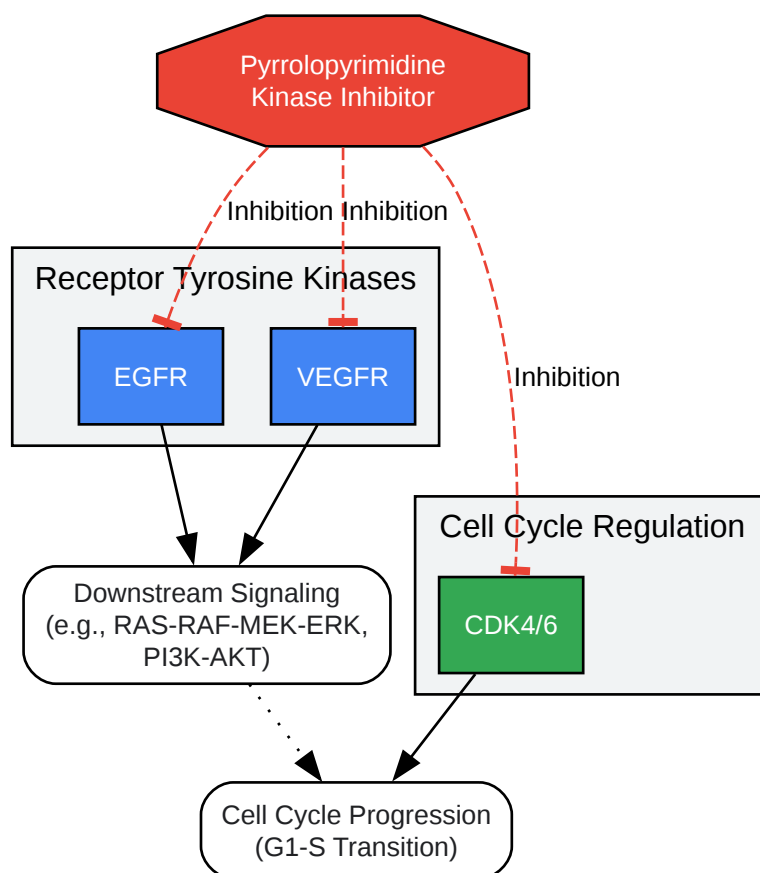 Pyrrolopyrimidine
Kinase Inhibitor
Inhibition
Inhibition
Receptor Tyrosine Kinases
EGFR
VEGFR
Inhibition
Cell Cycle Regulation
CDK4/6
Downstream Signaling
(e.g., RAS-RAF-MEK-ERK,
PI3K-AKT)
Cell Cycle Progression
(G1-S Transition)